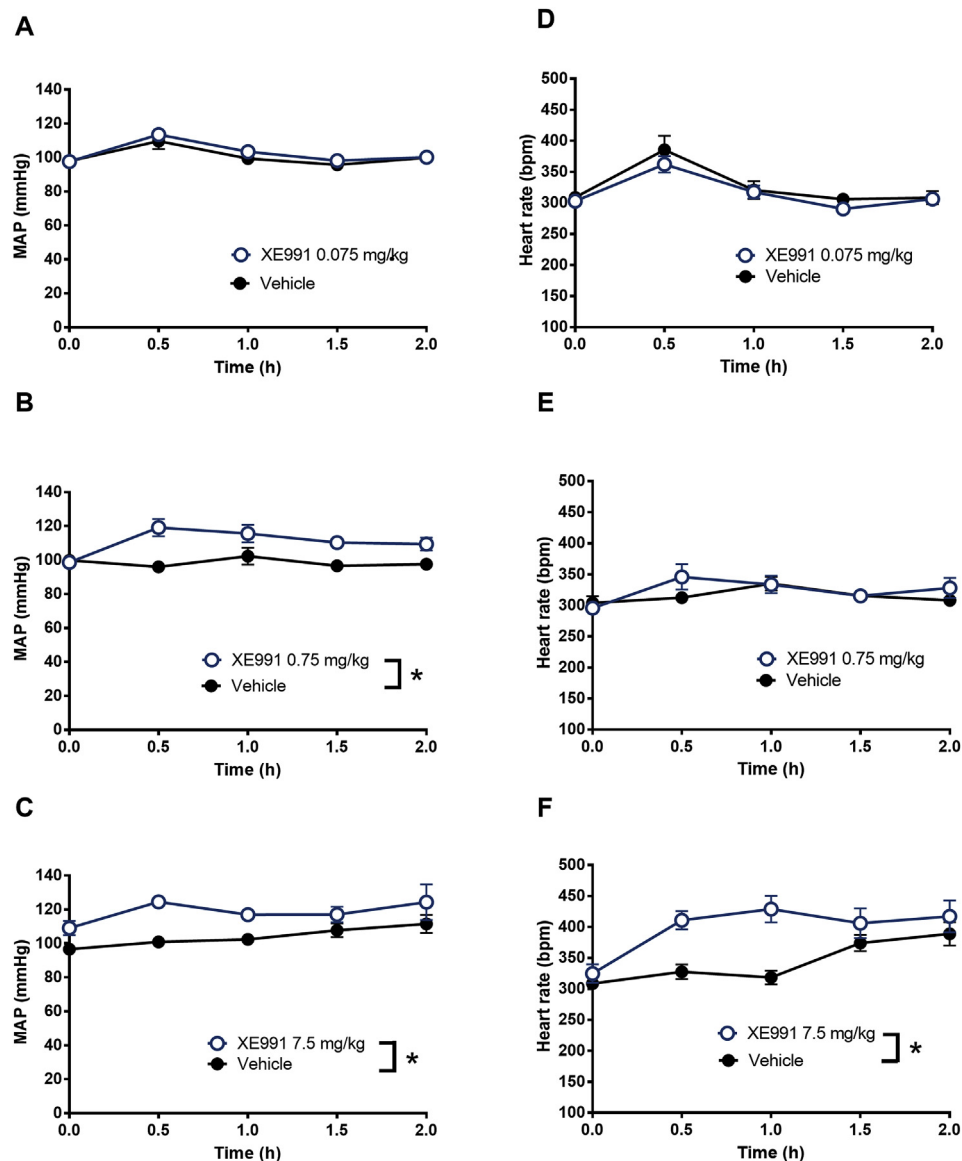 A
MAP (mmHg)
140
120
100
80
60
40
20
0
XE991 0.075 mg/kg
Vehicle
0.0 0.5 1.0 1.5 2.0
Time (h)
D
Heart rate (bpm)
500
450
400
350
300
250
200
150
100
XE991 0.075 mg/kg
Vehicle
0.0 0.5 1.0 1.5 2.0
Time (h)
B
MAP (mmHg)
140
120
100
80
60
40
20
0
XE991 0.75 mg/kg
*
Vehicle
0.0 0.5 1.0 1.5 2.0
Time (h)
E
Heart rate (bpm)
500
450
400
350
300
250
200
150
100
XE991 0.75 mg/kg
Vehicle
0.0 0.5 1.0 1.5 2.0
Time (h)
C
MAP (mmHg)
140
120
100
80
60
40
20
0
XE991 7.5 mg/kg
*
Vehicle
0.0 0.5 1.0 1.5 2.0
Time (h)
F
Heart rate (bpm)
500
450
400
350
300
250
200
150
100
XE991 7.5 mg/kg
*
Vehicle
0.0 0.5 1.0 1.5 2.0
Time (h)